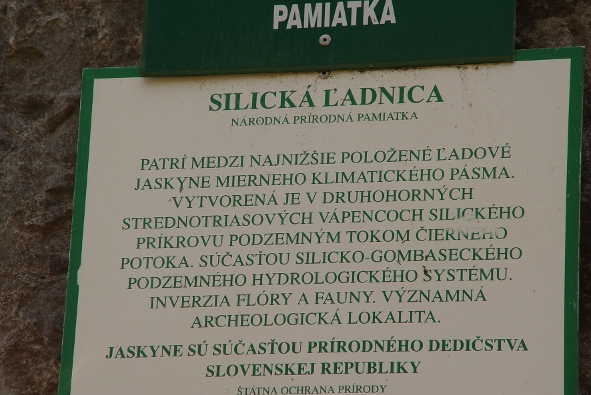 PAMIATKA
SILICKÁ ĽADNICA
NÁRODNÁ PRÍRODNÁ PAMIATKA
PATRÍ MEDZI NAJNIŽŠIE POLOŽENÉ ĽADOVÉ
JASKYNE MIERNEHO KLIMATICKÉHO PÁSMA.
VYTVORENÁ JE V DRUHOHORNÝCH
STREDNOTRIASOVÝCH VÁPENCOCH SILICKÉHO
PRÍKROVU PODZEMNÝM TOKOM ČIERNEHO
POTOKA. SÚČASŤOU SILICKO-GOMBASECKÉHO
PODZEMNÉHO HYDROLOGICKÉHO SYSTÉMU.
INVERZIA FLÓRY A FAUNY. VÝZNAMNÁ
ARCHEOLOGICKÁ LOKALITA.
JASKYNE SÚ SÚČASŤOU PRÍRODNÉHO DEDIČSTVA
SLOVENSKEJ REPUBLIKY
ŠTÁTNA OCHRANA PRÍRODY